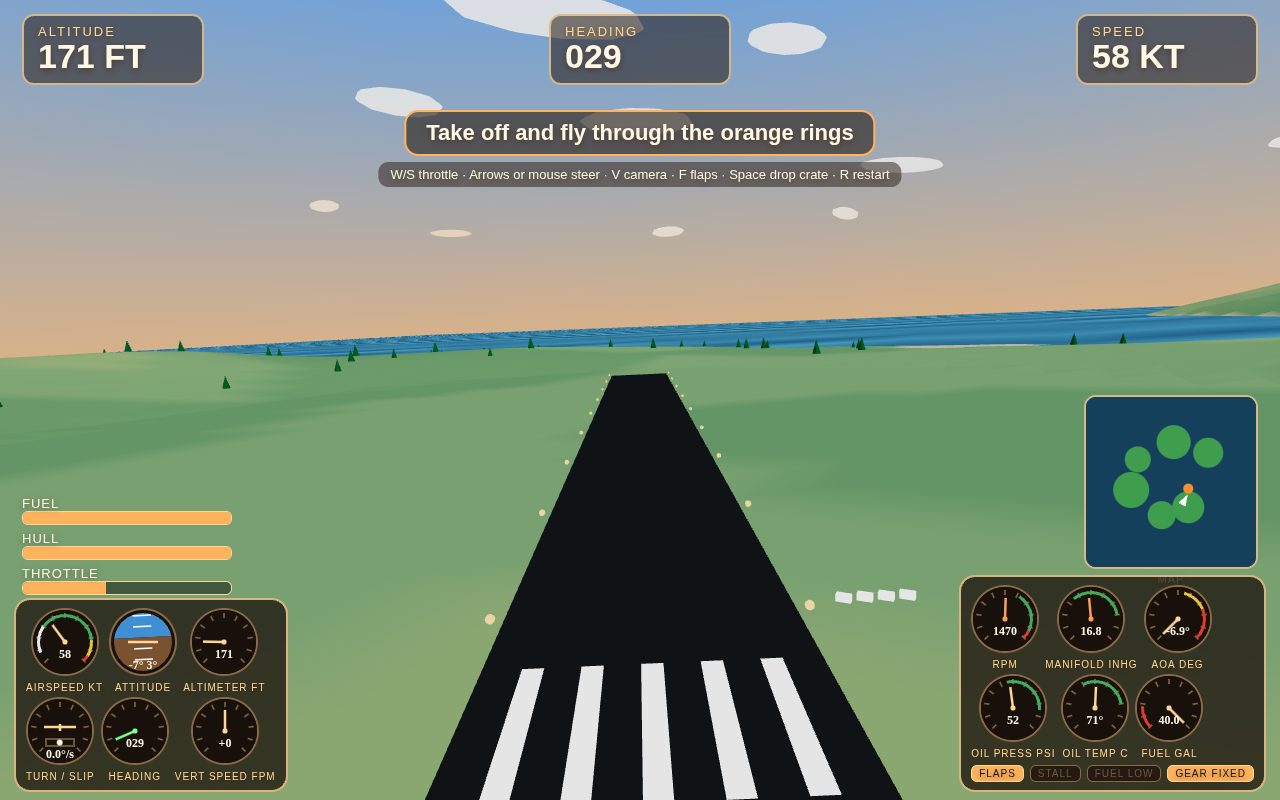 ALTITUDE
171 FT
HEADING
029
SPEED
58 KT
Take off and fly through the orange rings
W/S throttle · Arrows or mouse steer · V camera · F flaps · Space drop crate · R restart
FUEL
HULL
THROTTLE
MAP
58
-7° 3°
171
AIRSPEED KT
ATTITUDE
ALTIMETER FT
0.0°/s
029
+0
TURN / SLIP
HEADING
VERT SPEED FPM
1470
16.8
-6.9°
RPM
MANIFOLD INHG
AOA DEG
52
71°
40.0
OIL PRESS PSI
OIL TEMP C
FUEL GAL
FLAPS
STALL
FUEL LOW
GEAR FIXED